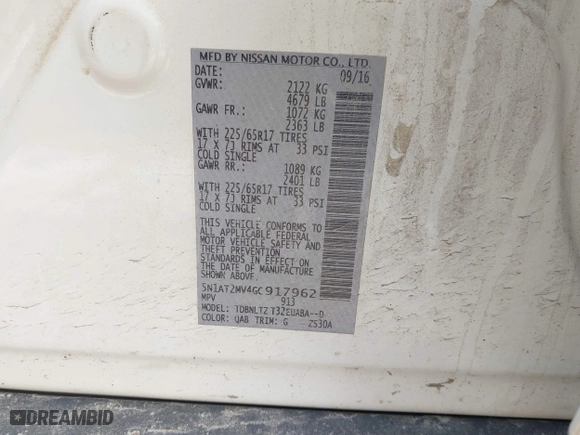 MFD BY NISSAN MOTOR CO., LTD.
DATE: 09/16
GVWR: 2122 KG
4679 LB
GAWR FR.: 1072 KG
2363 LB
WITH 225/65R17 TIRES
17 X 7J RIMS AT 33 PSI
COLD SINGLE
GAWR RR.: 1089 KG
2401 LB
WITH 225/65R17 TIRES
17 X 7J RIMS AT 33 PSI
COLD SINGLE
THIS VEHICLE CONFORMS TO
ALL APPLICABLE FEDERAL
MOTOR VEHICLE SAFETY AND
THEFT PREVENTION
STANDARDS IN EFFECT ON
THE DATE OF MANUFACTURE
SHOWN ABOVE.
5N1AT2MV4GC917962
MPV 913
MODEL: TDBNLTZT32EUABA--D
COLOR: QAB TRIM: G ZS30A
DREAMBID